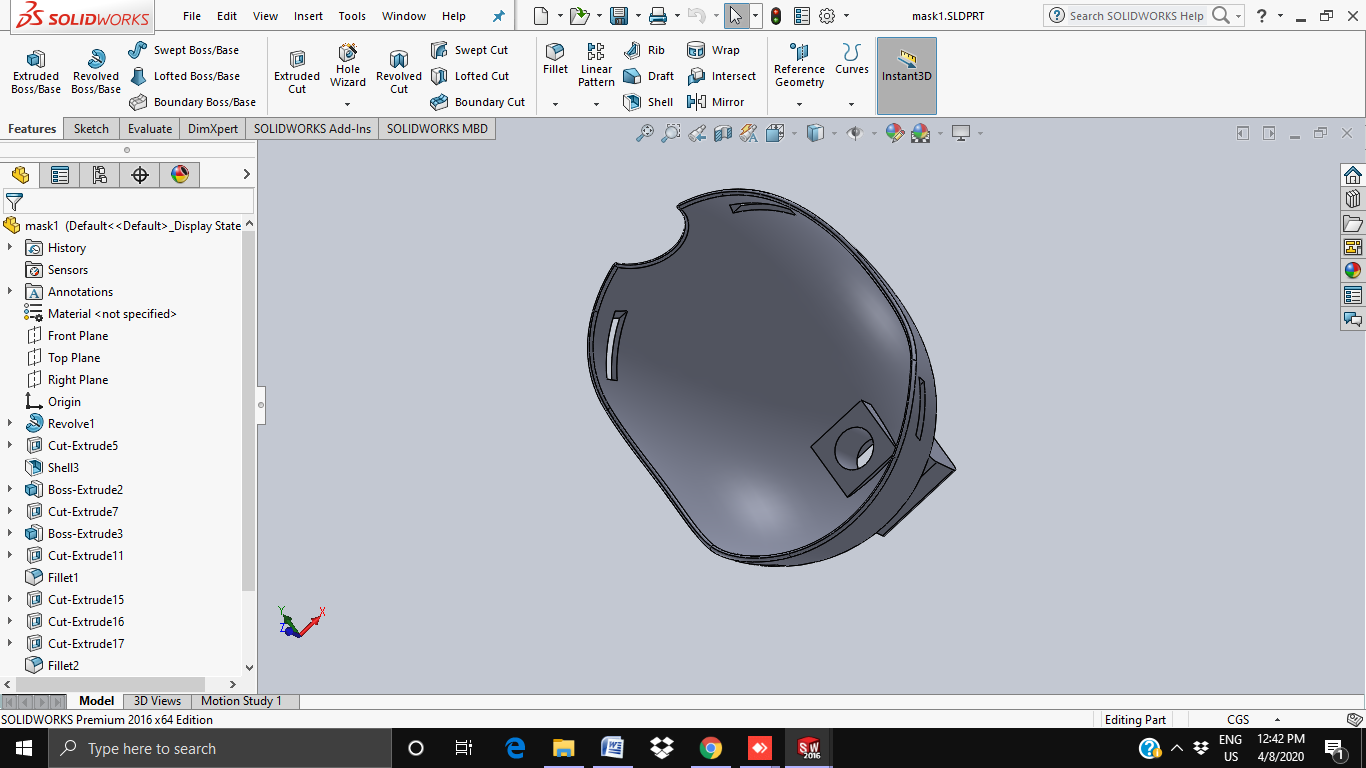 SOLIDWORKS
File Edit View Insert Tools Window Help
mask1.SLDPRT
Search SOLIDWORKS Help
?
Extruded Boss/Base
Revolved Boss/Base
Swept Boss/Base
Lofted Boss/Base
Boundary Boss/Base
Extruded Cut
Hole Wizard
Revolved Cut
Swept Cut
Lofted Cut
Boundary Cut
Fillet
Linear Pattern
Rib
Draft
Shell
Wrap
Intersect
Mirror
Reference Geometry
Curves
Instant3D
Features Sketch Evaluate DimXpert SOLIDWORKS Add-Ins SOLIDWORKS MBD
mask1 (Default<<Default>_Display State
History
Sensors
Annotations
Material <not specified>
Front Plane
Top Plane
Right Plane
Origin
Revolve1
Cut-Extrude5
Shell3
Boss-Extrude2
Cut-Extrude7
Boss-Extrude3
Cut-Extrude11
Fillet1
Cut-Extrude15
Cut-Extrude16
Cut-Extrude17
Fillet2
Y X Z
Model 3D Views Motion Study 1
SOLIDWORKS Premium 2016 x64 Edition
Editing Part
CGS
Type here to search
SW 2016
ENG
US
12:42 PM
4/8/2020
1